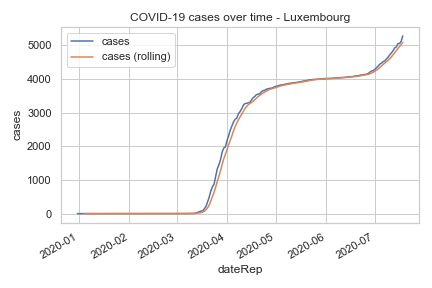 COVID-19 cases over time - Luxembourg
cases
cases (rolling)
5000
4000
3000
2000
1000
0
cases
2020-01
2020-02
2020-03
2020-04
2020-05
2020-06
2020-07
dateRep